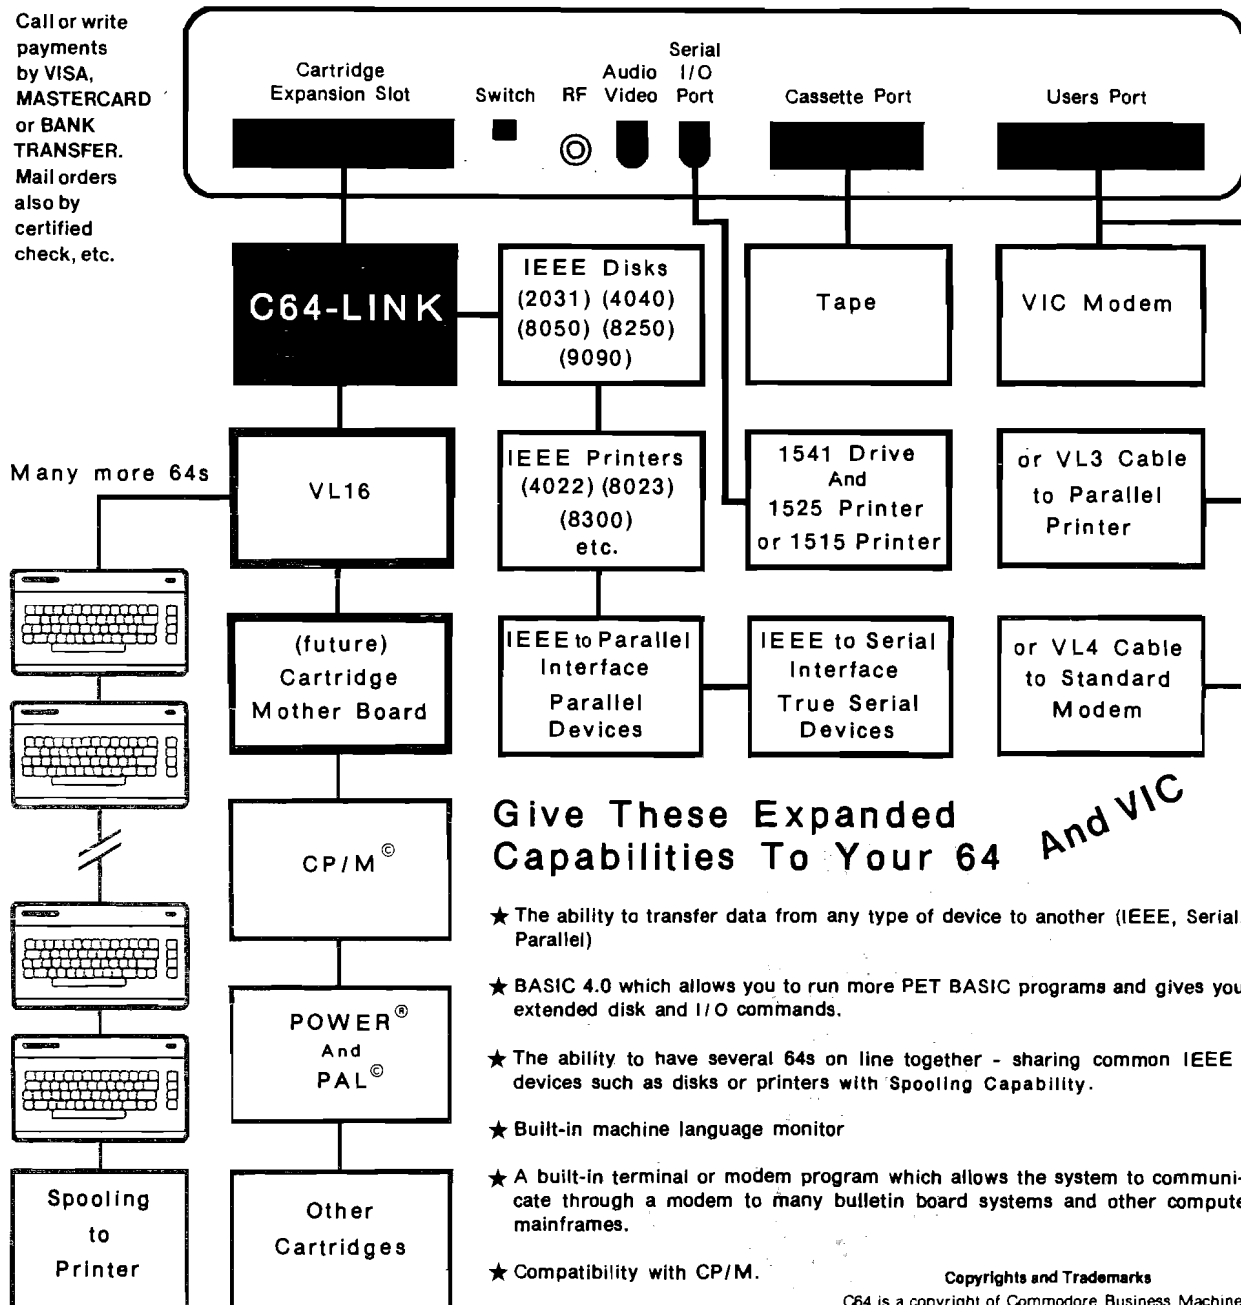 Call or write
payments
by VISA,
MASTERCARD
or BANK
TRANSFER.
Mail orders
also by
certified
check, etc.
Cartridge
Expansion Slot
Switch
RF
Audio
Video
Serial
I/O
Port
Cassette Port
Users Port
C64-LINK
IEEE Disks
(2031) (4040)
(8050) (8250)
(9090)
Tape
VIC Modem
Many more 64s
VL16
IEEE Printers
(4022) (8023)
(8300)
etc.
1541 Drive
And
1525 Printer
or 1515 Printer
or VL3 Cable
to Parallel
Printer
(future)
Cartridge
Mother Board
IEEE to Parallel
Interface
Parallel
Devices
IEEE to Serial
Interface
True Serial
Devices
or VL4 Cable
to Standard
Modem
CP/M©
POWER®
And
PAL©
Other
Cartridges
Spooling
to
Printer
Give These Expanded
Capabilities To Your 64
And VIC
★ The ability to transfer data from any type of device to another (IEEE, Serial
Parallel)
★ BASIC 4.0 which allows you to run more PET BASIC programs and gives you
extended disk and I/O commands.
★ The ability to have several 64s on line together - sharing common IEEE
devices such as disks or printers with Spooling Capability.
★ Built-in machine language monitor
★ A built-in terminal or modem program which allows the system to communi-
cate through a modem to many bulletin board systems and other compute
mainframes.
★ Compatibility with CP/M.
Copyrights and Trademarks
C64 is a copyright of Commodore Business Machine